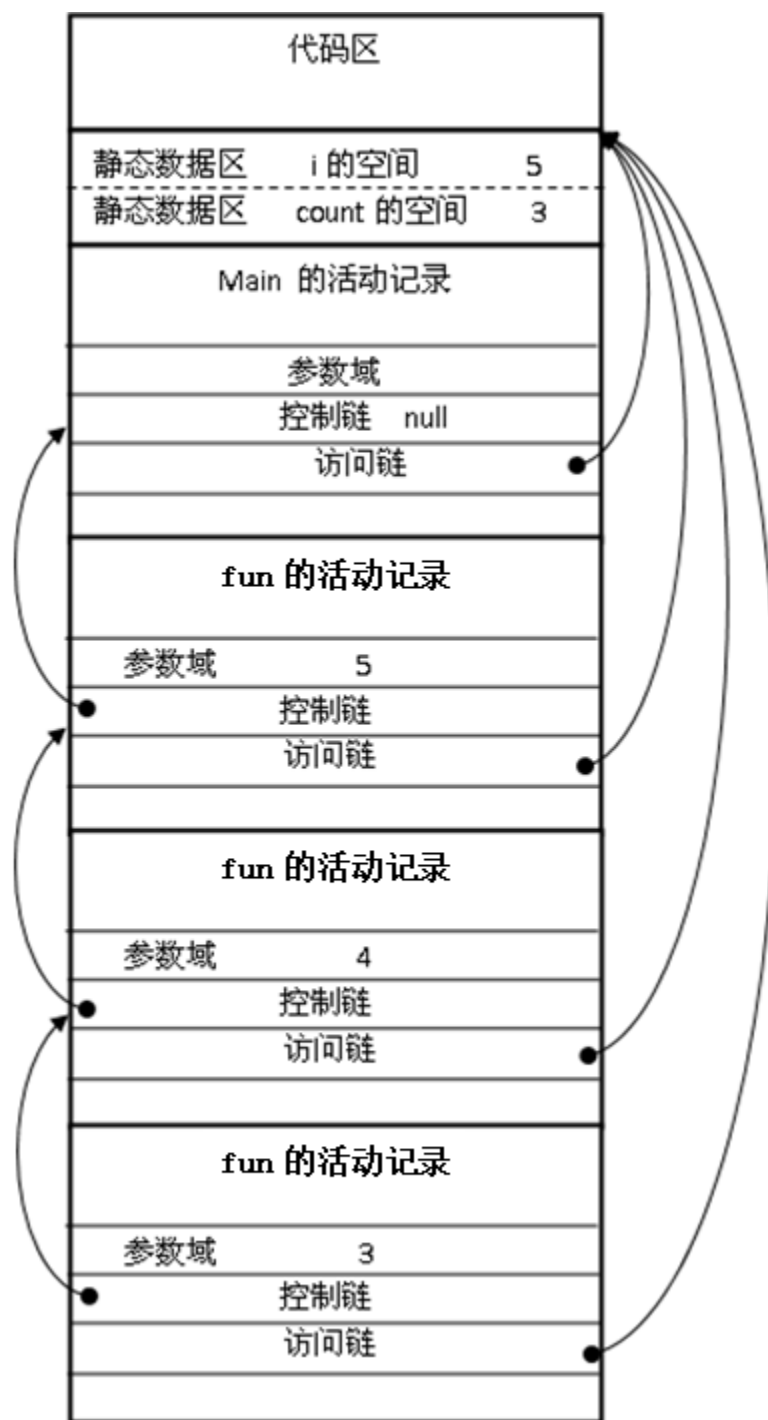 代码区
静态数据区 i 的空间 5
静态数据区 count 的空间 3
Main 的活动记录
参数域
控制链 null
访问链
fun 的活动记录
参数域 5
控制链
访问链
fun 的活动记录
参数域 4
控制链
访问链
fun 的活动记录
参数域 3
控制链
访问链